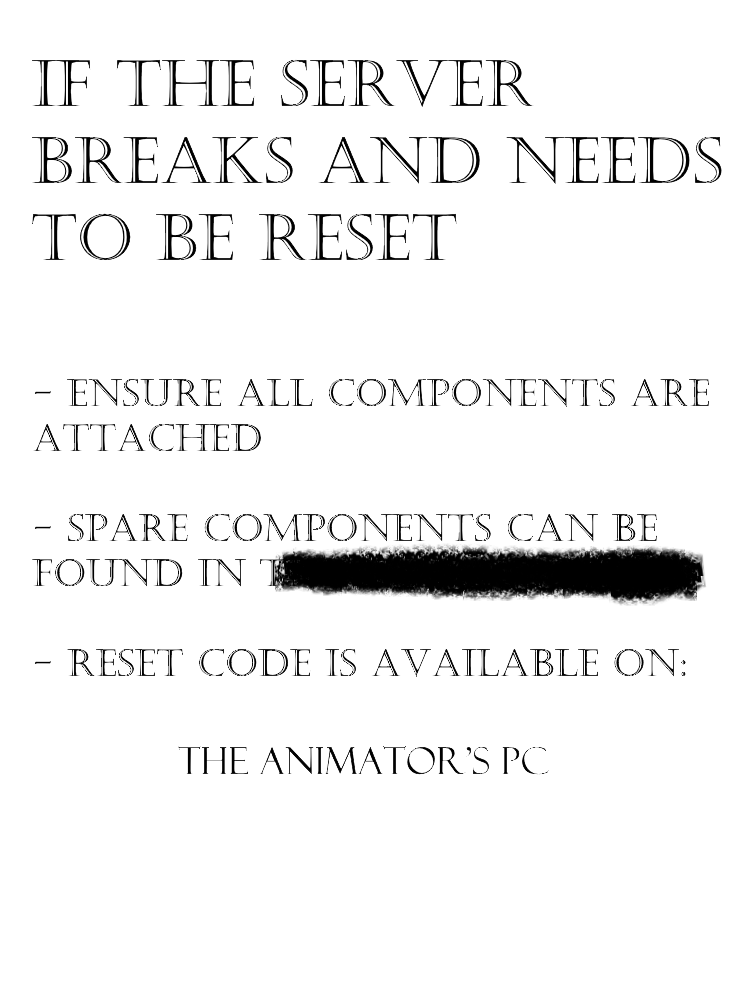 IF THE SERVER
BREAKS AND NEEDS
TO BE RESET
- ENSURE ALL COMPONENTS ARE
ATTACHED
- SPARE COMPONENTS CAN BE
FOUND IN
- RESET CODE IS AVAILABLE ON:
THE ANIMATOR'S PC